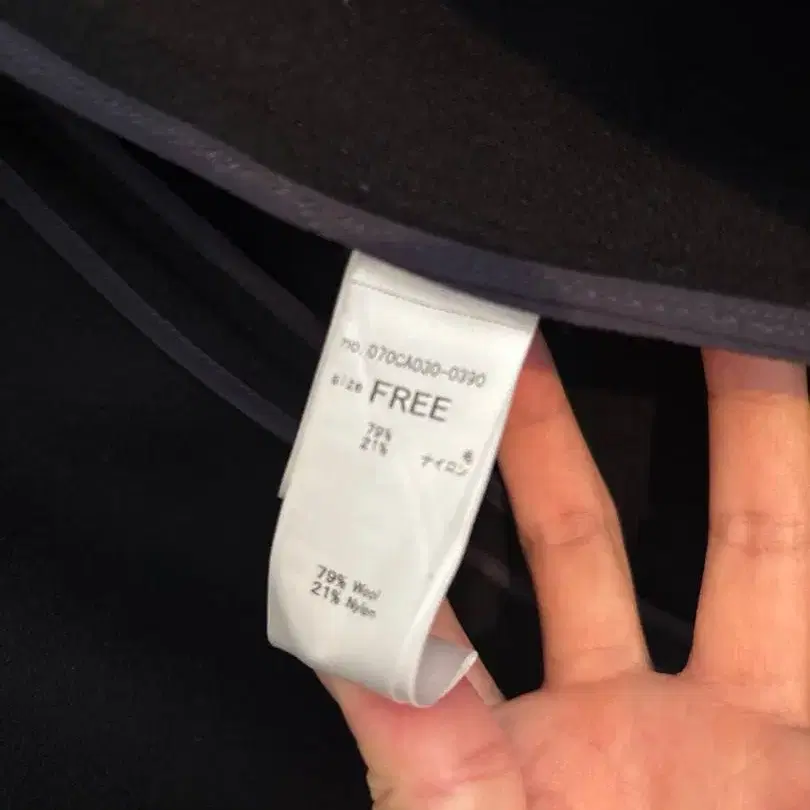 no. 070CA030-0390
size FREE
79% 毛
21% ナイロン
79% Wool
21% Nylon